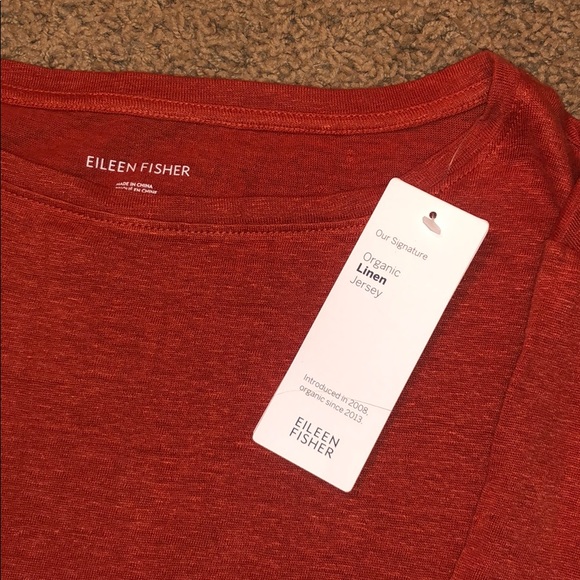 EILEEN FISHER
MADE IN CHINA
Our Signature
Organic
Linen
Jersey
Introduced in 2008,
organic since 2013.
EILEEN
FISHER